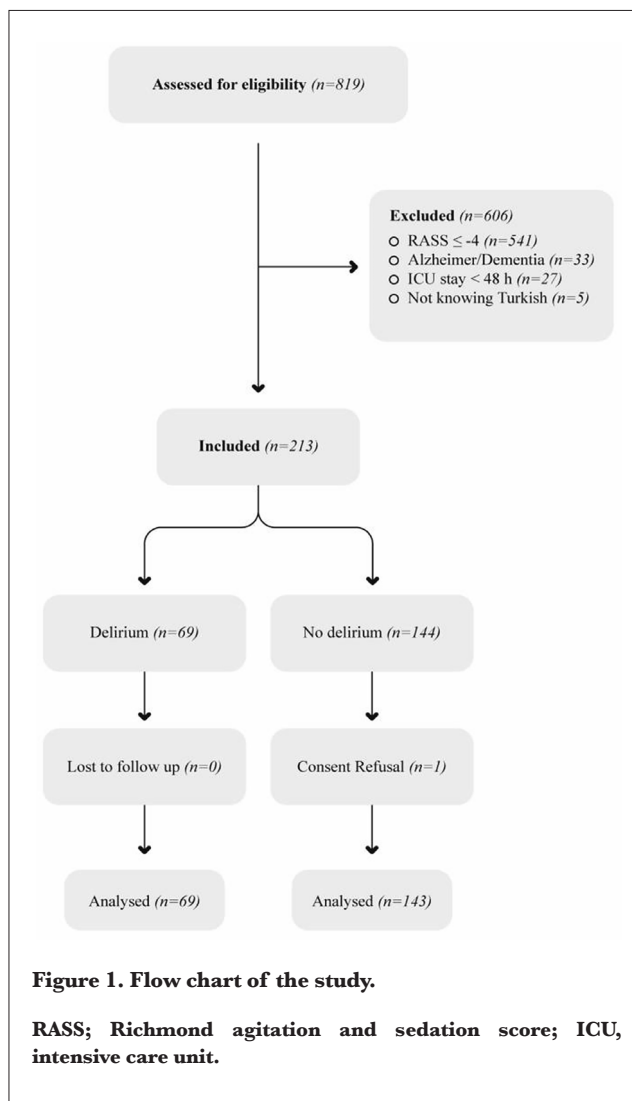 Assessed for eligibility (n=819)
Excluded (n=606)
RASS ≤ -4 (n=541)
Alzheimer/Dementia (n=33)
ICU stay < 48 h (n=27)
Not knowing Turkish (n=5)
Included (n=213)
Delirium (n=69)
No delirium (n=144)
Lost to follow up (n=0)
Consent Refusal (n=1)
Analysed (n=69)
Analysed (n=143)
Figure 1. Flow chart of the study.
RASS; Richmond agitation and sedation score; ICU,
intensive care unit.